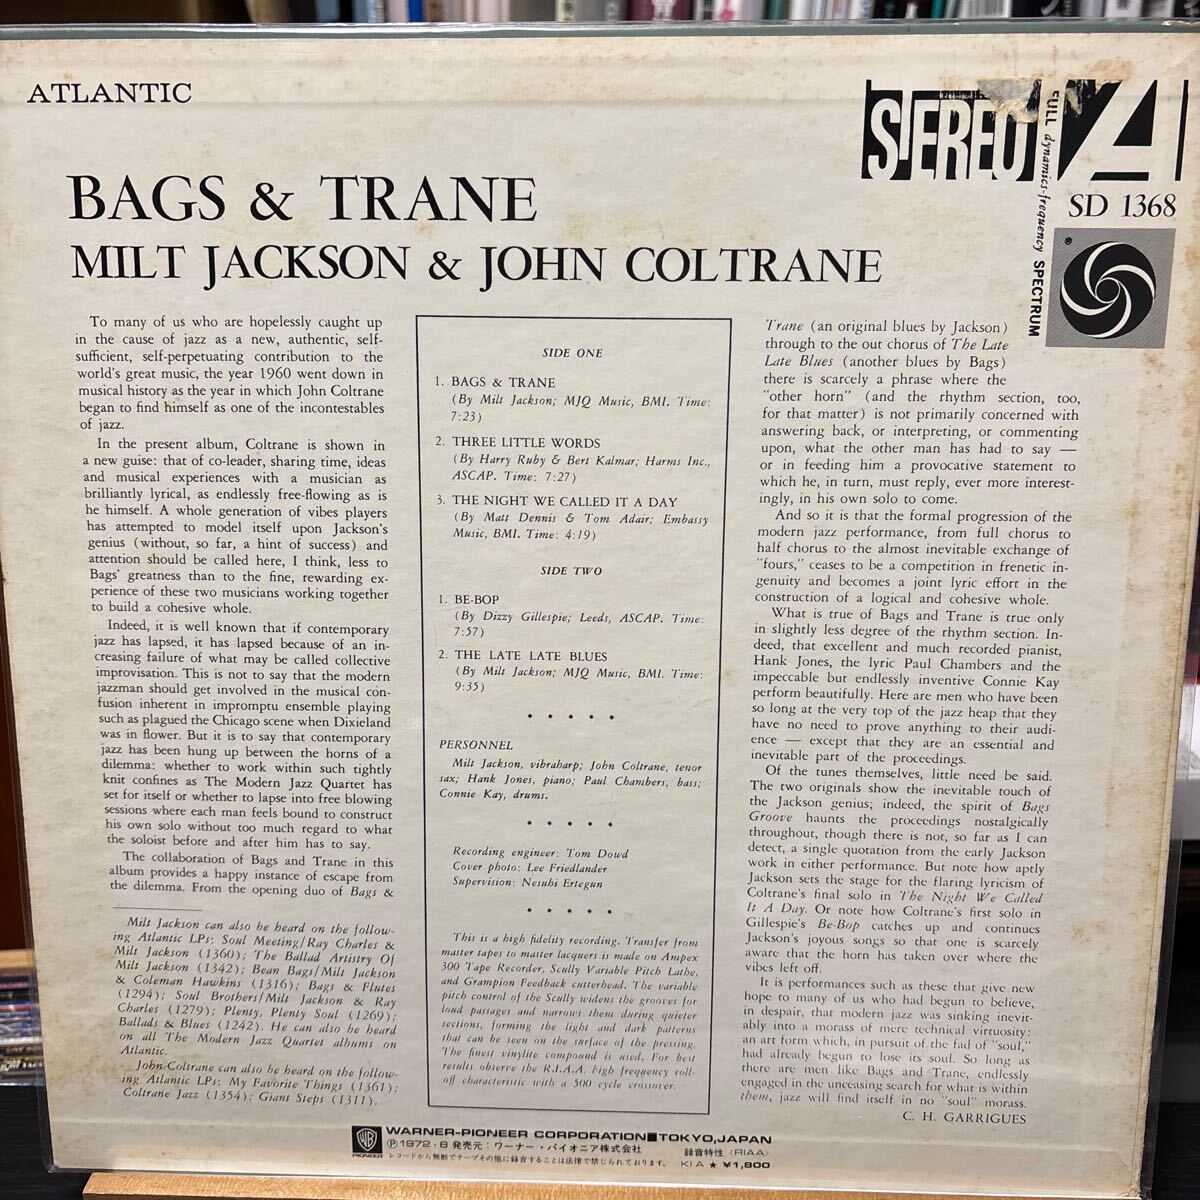 ATLANTIC
STEREO
FULL dynamics-frequency SPECTRUM
SD 1368
®
BAGS & TRANE
MILT JACKSON & JOHN COLTRANE
To many of us who are hopelessly caught up
in the cause of jazz as a new, authentic, self-
sufficient, self-perpetuating contribution to the
world's great music, the year 1960 went down in
musical history as the year in which John Coltrane
began to find himself as one of the incontestables
of jazz.
In the present album, Coltrane is shown in
a new guise: that of co-leader, sharing time, ideas
and musical experiences with a musician as
brilliantly lyrical, as endlessly free-flowing as is
he himself. A whole generation of vibes players
has attempted to model itself upon Jackson's
genius (without, so far, a hint of success) and
attention should be called here, I think, less to
Bags' greatness than to the fine, rewarding ex-
perience of these two musicians working together
to build a cohesive whole.
Indeed, it is well known that if contemporary
jazz has lapsed, it has lapsed because of an in-
creasing failure of what may be called collective
improvisation. This is not to say that the modern
jazzman should get involved in the musical con-
fusion inherent in impromptu ensemble playing
such as plagued the Chicago scene when Dixieland
was in flower. But it is to say that contemporary
jazz has been hung up between the horns of a
dilemma: whether to work within such tightly
knit confines as The Modern Jazz Quartet has
set for itself or whether to lapse into free blowing
sessions where each man feels bound to construct
his own solo without too much regard to what
the soloist before and after him has to say.
The collaboration of Bags and Trane in this
album provides a happy instance of escape from
the dilemma. From the opening duo of Bags &
Milt Jackson can also be heard on the follow-
ing Atlantic LPs: Soul Meeting/Ray Charles &
Milt Jackson (1360); The Ballad Artistry Of
Milt Jackson (1342); Bean Bags/Milt Jackson
& Coleman Hawkins (1316); Bags & Flutes
(1294); Soul Brothers/Milt Jackson & Ray
Charles (1279); Plenty, Plenty Soul (1269);
Ballads & Blues (1242). He can also be heard
on all The Modern Jazz Quartet albums on
Atlantic.
John Coltrane can also be heard on the follow-
ing Atlantic LPs: My Favorite Things (1361);
Coltrane Jazz (1354); Giant Steps (1311).
SIDE ONE
1. BAGS & TRANE
(By Milt Jackson; MJQ Music, BMI. Time:
7:23)
2. THREE LITTLE WORDS
(By Harry Ruby & Bert Kalmar; Harms Inc.,
ASCAP. Time: 7:27)
3. THE NIGHT WE CALLED IT A DAY
(By Matt Dennis & Tom Adair; Embassy
Music, BMI. Time: 4:19)
SIDE TWO
1. BE-BOP
(By Dizzy Gillespie; Leeds, ASCAP. Time:
7:57)
2. THE LATE LATE BLUES
(By Milt Jackson; MJQ Music, BMI. Time:
9:35)
• • • • •
PERSONNEL
Milt Jackson, vibraharp; John Coltrane, tenor
sax; Hank Jones, piano; Paul Chambers, bass;
Connie Kay, drums.
• • • • •
Recording engineer: Tom Dowd
Cover photo: Lee Friedlander
Supervision: Nesuhi Ertegun
• • • • •
This is a high fidelity recording. Transfer from
master tapes to master lacquers is made on Ampex
300 Tape Recorder, Scully Variable Pitch Lathe,
and Grampion Feedback cutterhead. The variable
pitch control of the Scully widens the grooves for
loud passages and narrows them during quieter
sections, forming the light and dark patterns
that can be seen on the surface of the pressing.
The finest vinylite compound is used. For best
results observe the R.I.A.A. high frequency roll-
off characteristic with a 500 cycle crossover.
Trane (an original blues by Jackson)
through to the out chorus of The Late
Late Blues (another blues by Bags)
there is scarcely a phrase where the
"other horn" (and the rhythm section, too,
for that matter) is not primarily concerned with
answering back, or interpreting, or commenting
upon, what the other man has had to say —
or in feeding him a provocative statement to
which he, in turn, must reply, ever more interest-
ingly, in his own solo to come.
And so it is that the formal progression of the
modern jazz performance, from full chorus to
half chorus to the almost inevitable exchange of
"fours," ceases to be a competition in frenetic in-
genuity and becomes a joint lyric effort in the
construction of a logical and cohesive whole.
What is true of Bags and Trane is true only
in slightly less degree of the rhythm section. In-
deed, that excellent and much recorded pianist,
Hank Jones, the lyric Paul Chambers and the
impeccable but endlessly inventive Connie Kay
perform beautifully. Here are men who have been
so long at the very top of the jazz heap that they
have no need to prove anything to their audi-
ence — except that they are an essential and
inevitable part of the proceedings.
Of the tunes themselves, little need be said.
The two originals show the inevitable touch of
the Jackson genius; indeed, the spirit of Bags
Groove haunts the proceedings nostalgically
throughout, though there is not, so far as I can
detect, a single quotation from the early Jackson
work in either performance. But note how aptly
Jackson sets the stage for the flaring lyricism of
Coltrane's final solo in The Night We Called
It A Day. Or note how Coltrane's first solo in
Gillespie's Be-Bop catches up and continues
Jackson's joyous songs so that one is scarcely
aware that the horn has taken over where the
vibes left off.
It is performances such as these that give new
hope to many of us who had begun to believe,
in despair, that modern jazz was sinking inevit-
ably into a morass of mere technical virtuosity:
an art form which, in pursuit of the fad of "soul,"
had already begun to lose its soul. So long as
there are men like Bags and Trane, endlessly
engaged in the unceasing search for what is within
them, jazz will find itself in no "soul" morass.
C. H. GARRIGUES
PIONEER
WARNER-PIONEER CORPORATION■TOKYO,JAPAN
Ⓟ1972·8 発売元：ワーナー・パイオニア株式会社
録音特性〈RIAA〉
レコードから無断でテープその他に録音することは法律で禁じられております。
KIA ★ ¥1,800